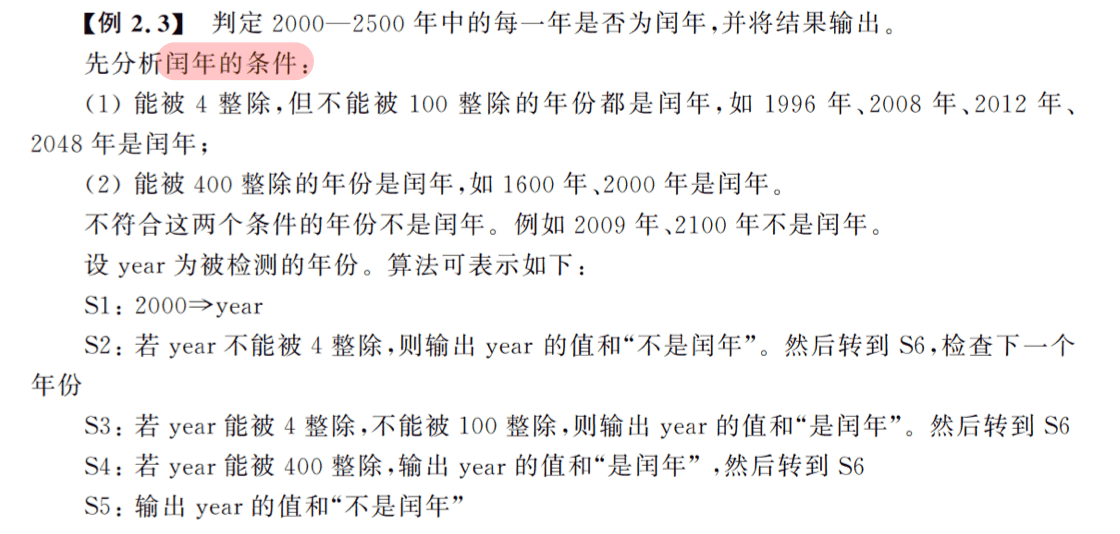 【例 2.3】 判定 2000—2500 年中的每一年是否为闰年,并将结果输出。
先分析闰年的条件:
(1) 能被 4 整除,但不能被 100 整除的年份都是闰年,如 1996 年、2008 年、2012 年、
2048 年是闰年;
(2) 能被 400 整除的年份是闰年,如 1600 年、2000 年是闰年。
不符合这两个条件的年份不是闰年。例如 2009 年、2100 年不是闰年。
设 year 为被检测的年份。算法可表示如下:
S1: 2000⇒year
S2: 若 year 不能被 4 整除,则输出 year 的值和“不是闰年”。然后转到 S6,检查下一个
年份
S3: 若 year 能被 4 整除,不能被 100 整除,则输出 year 的值和“是闰年”。然后转到 S6
S4: 若 year 能被 400 整除,输出 year 的值和“是闰年”,然后转到 S6
S5: 输出 year 的值和“不是闰年”